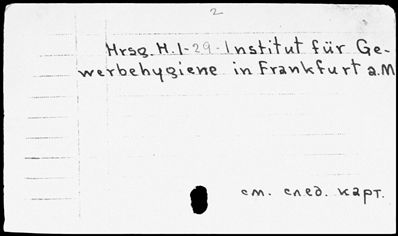 2
Hrsg. H. 1-29-Institut für Ge-
werbehygiene in Frankfurt a.M
см. след. карт.